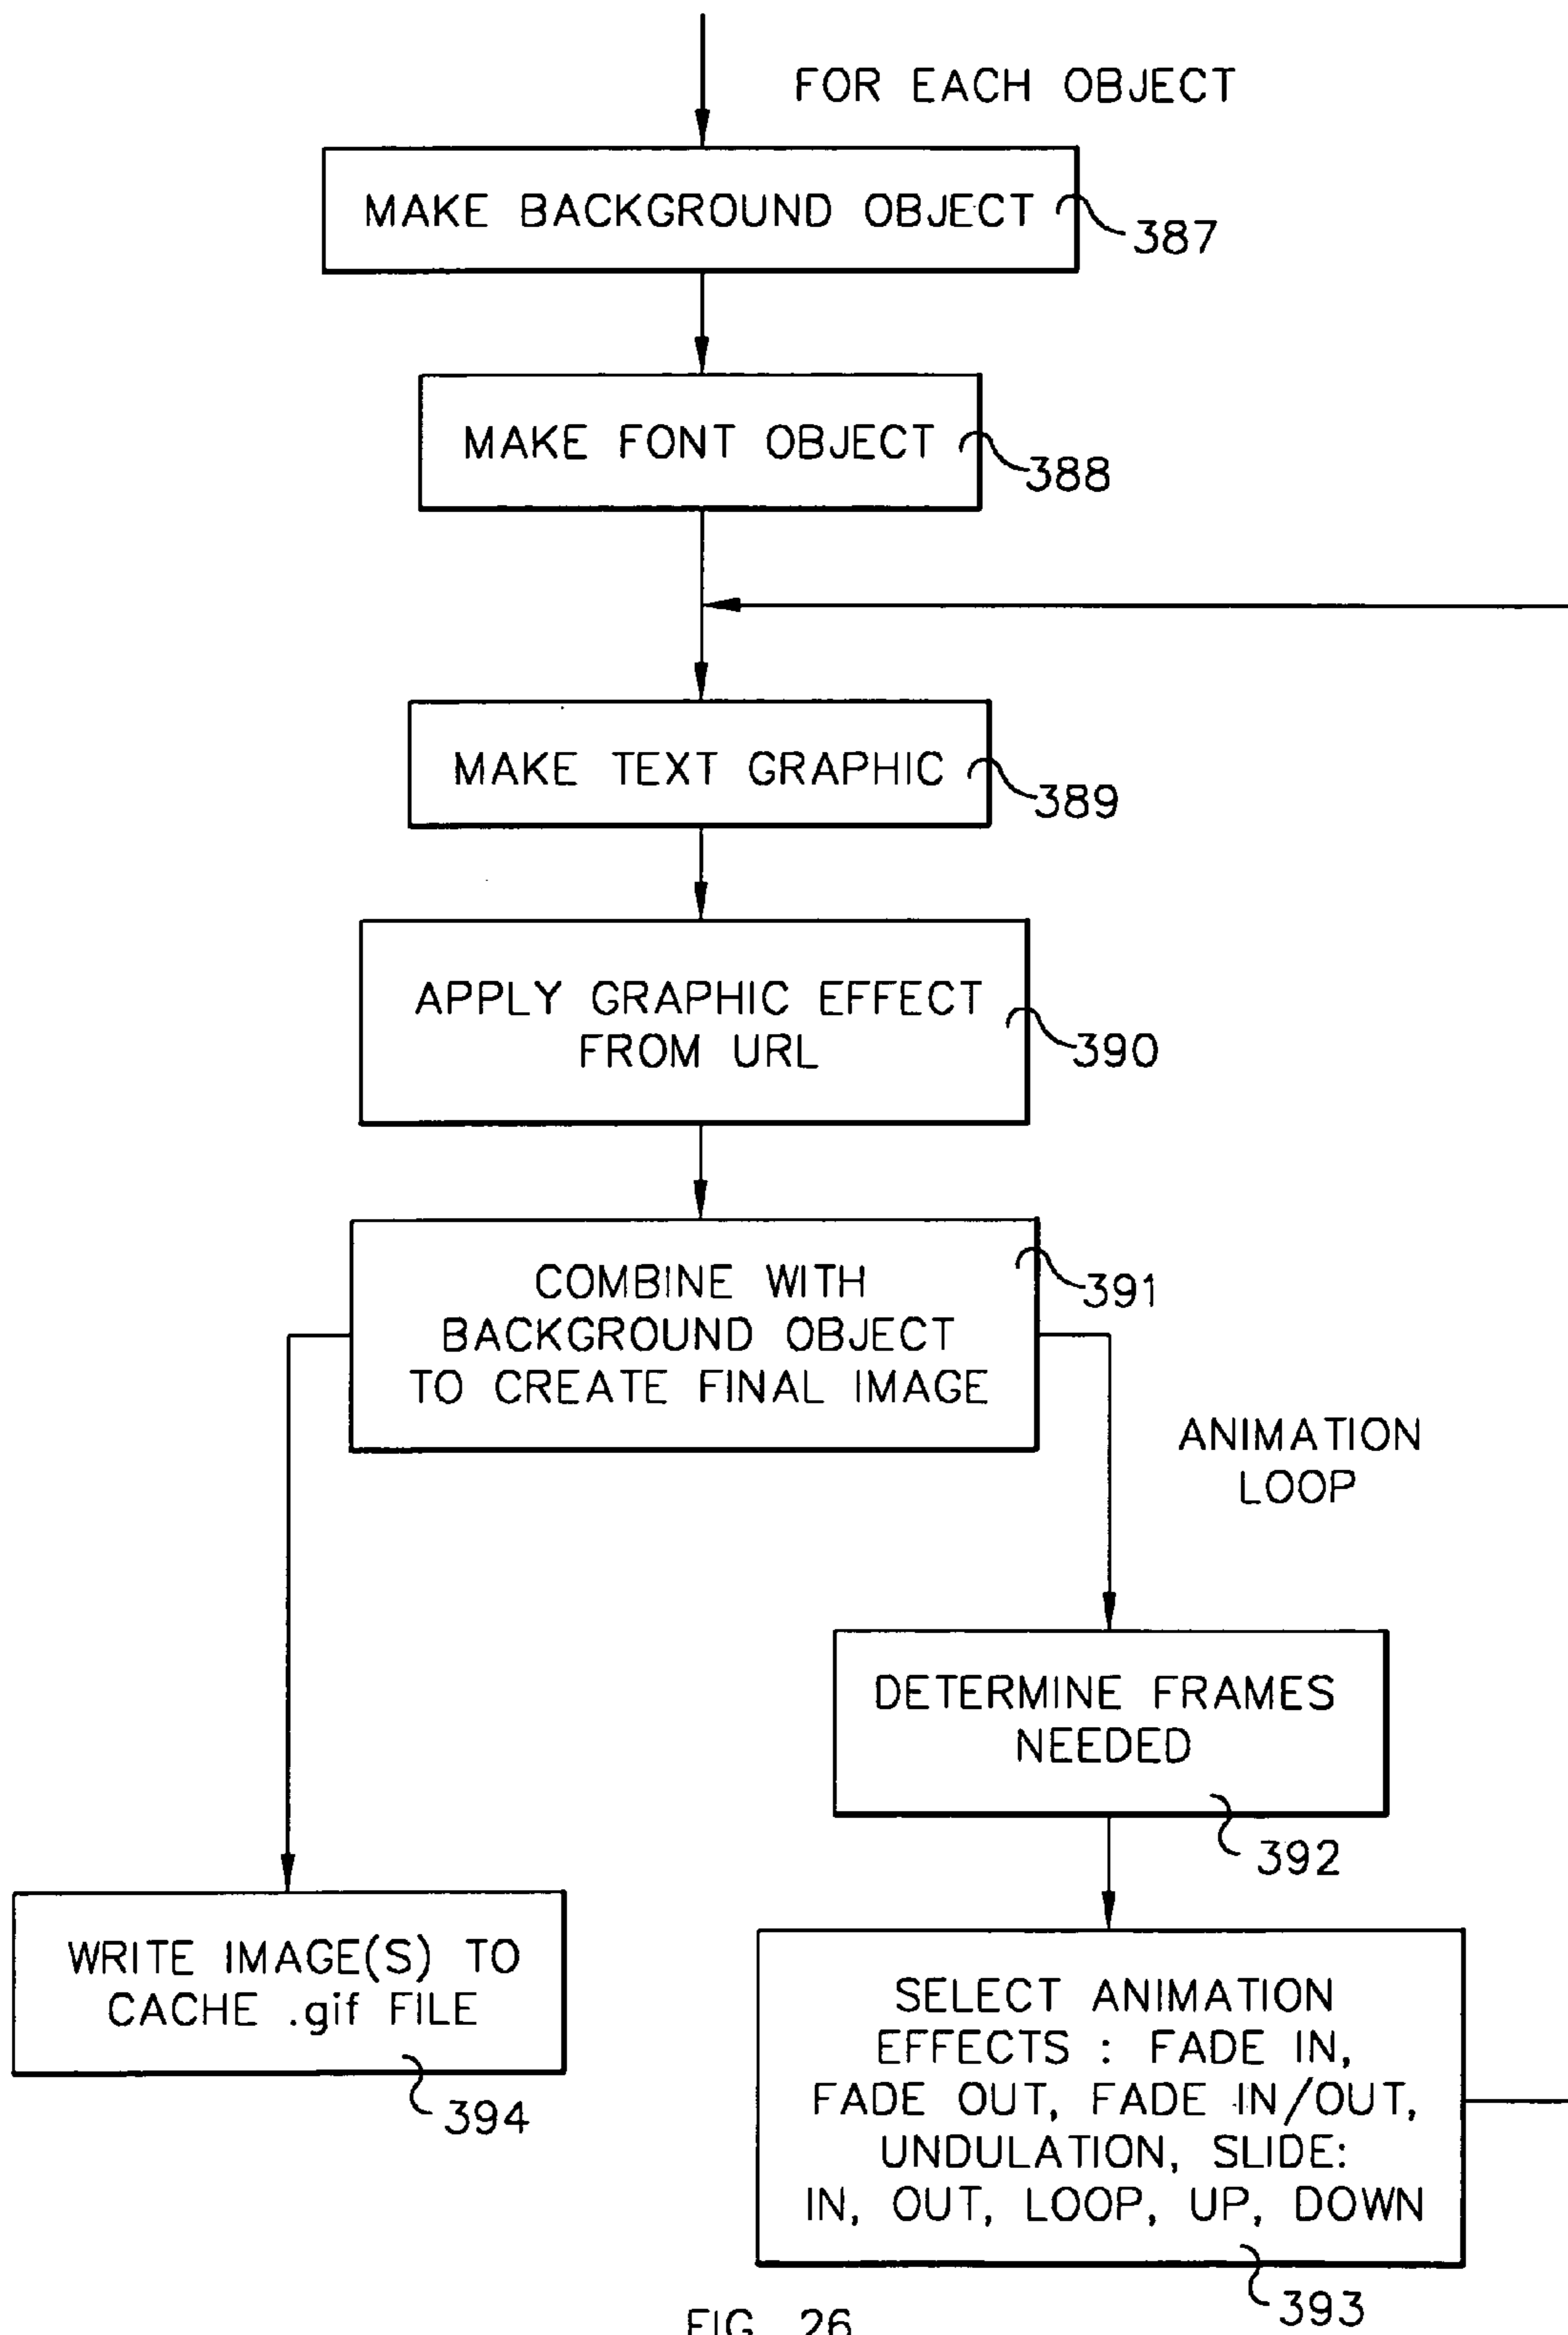 FOR EACH OBJECT
MAKE BACKGROUND OBJECT
387
MAKE FONT OBJECT
388
MAKE TEXT GRAPHIC
389
APPLY GRAPHIC EFFECT
FROM URL
390
COMBINE WITH
BACKGROUND OBJECT
TO CREATE FINAL IMAGE
391
ANIMATION
LOOP
DETERMINE FRAMES
NEEDED
392
WRITE IMAGE(S) TO
CACHE .gif FILE
394
SELECT ANIMATION
EFFECTS : FADE IN,
FADE OUT, FADE IN/OUT,
UNDULATION, SLIDE:
IN, OUT, LOOP, UP, DOWN
393
FIG. 26